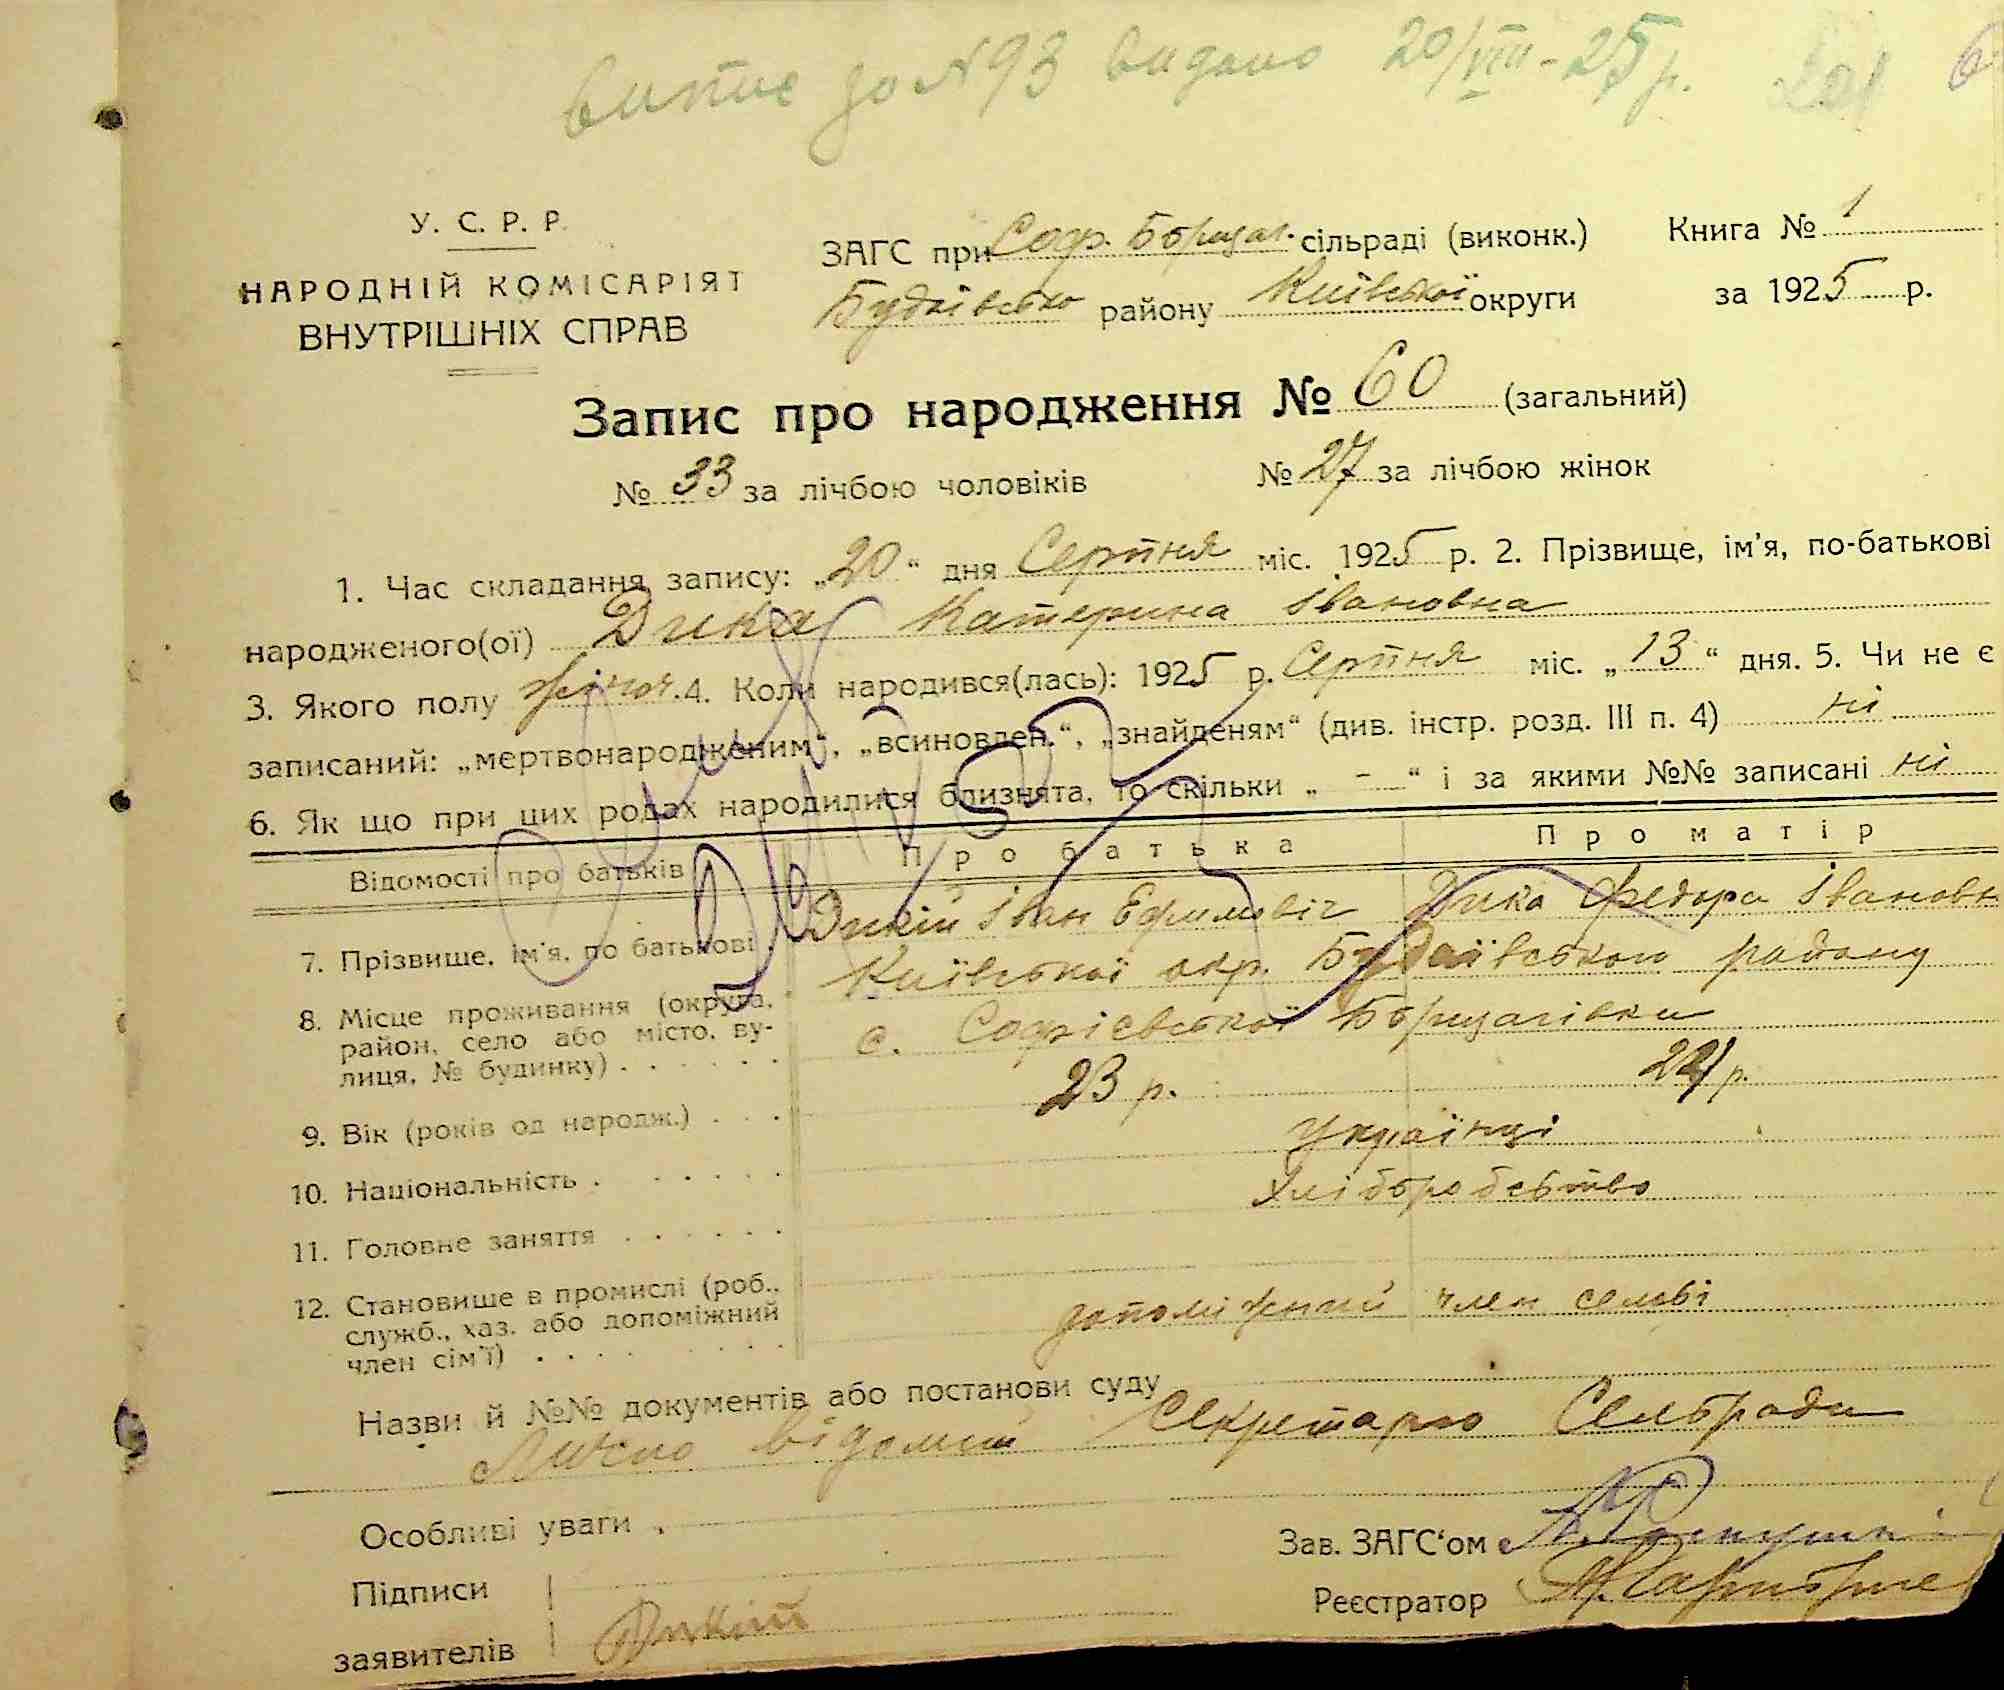 випис до №93 видано 20/VIII-25 р.
У. С. Р. Р.
НАРОДНІЙ КОМІСАРІЯТ
ВНУТРІШНІХ СПРАВ
ЗАГС при Соф. Борщаг. сільраді (виконк.) Книга № 1
району Київської округи за 1925 р.
Запис про народження № 60 (загальний)
№ 33 за лічбою чоловіків № 27 за лічбою жінок
1. Час складання запису: „20“ дня Серпня міс. 1925 р. 2. Прізвище, ім’я, по-батькові
народженого(ої) Дика Катерина Івановна
3. Якого полу жіноч. 4. Коли народився(лась): 1925 р. Серпня міс. „13“ дня. 5. Чи не є
записаний: „мертвонародженим“, „всиновлен.“, „знайденям“ (див. інстр. розд. III п. 4) ні
6. Як що при цих родах народилися близнята, то скільки „ - “ і за якими №№ записані ні
Відомості про батьків Про батька Про матір
7. Прізвище, ім’я, по батькові Дикій Іван Ефимовіч Дика Федора Івановн
8. Місце проживання (округа, Київської окр. Будаївського району
район, село або місто, ву- с. Софієвської Борщагівки
лиця, № будинку) . . . . . .
9. Вік (років од народж.) . . . 23 р. р.
10. Національність . . . . . . українці
11. Головне заняття . . . . . . хліборобство
12. Становище в промислі (роб.,
служб., хаз. або допоміжний допоміжний член семьі
член сім’ї) . . . . . . . .
Назви й №№ документів або постанови суду
Лично відомий Секретарю Сельради
Особливі уваги
Зав. ЗАГС‘ом
Підписи
Реєстратор
заявителів Дикій